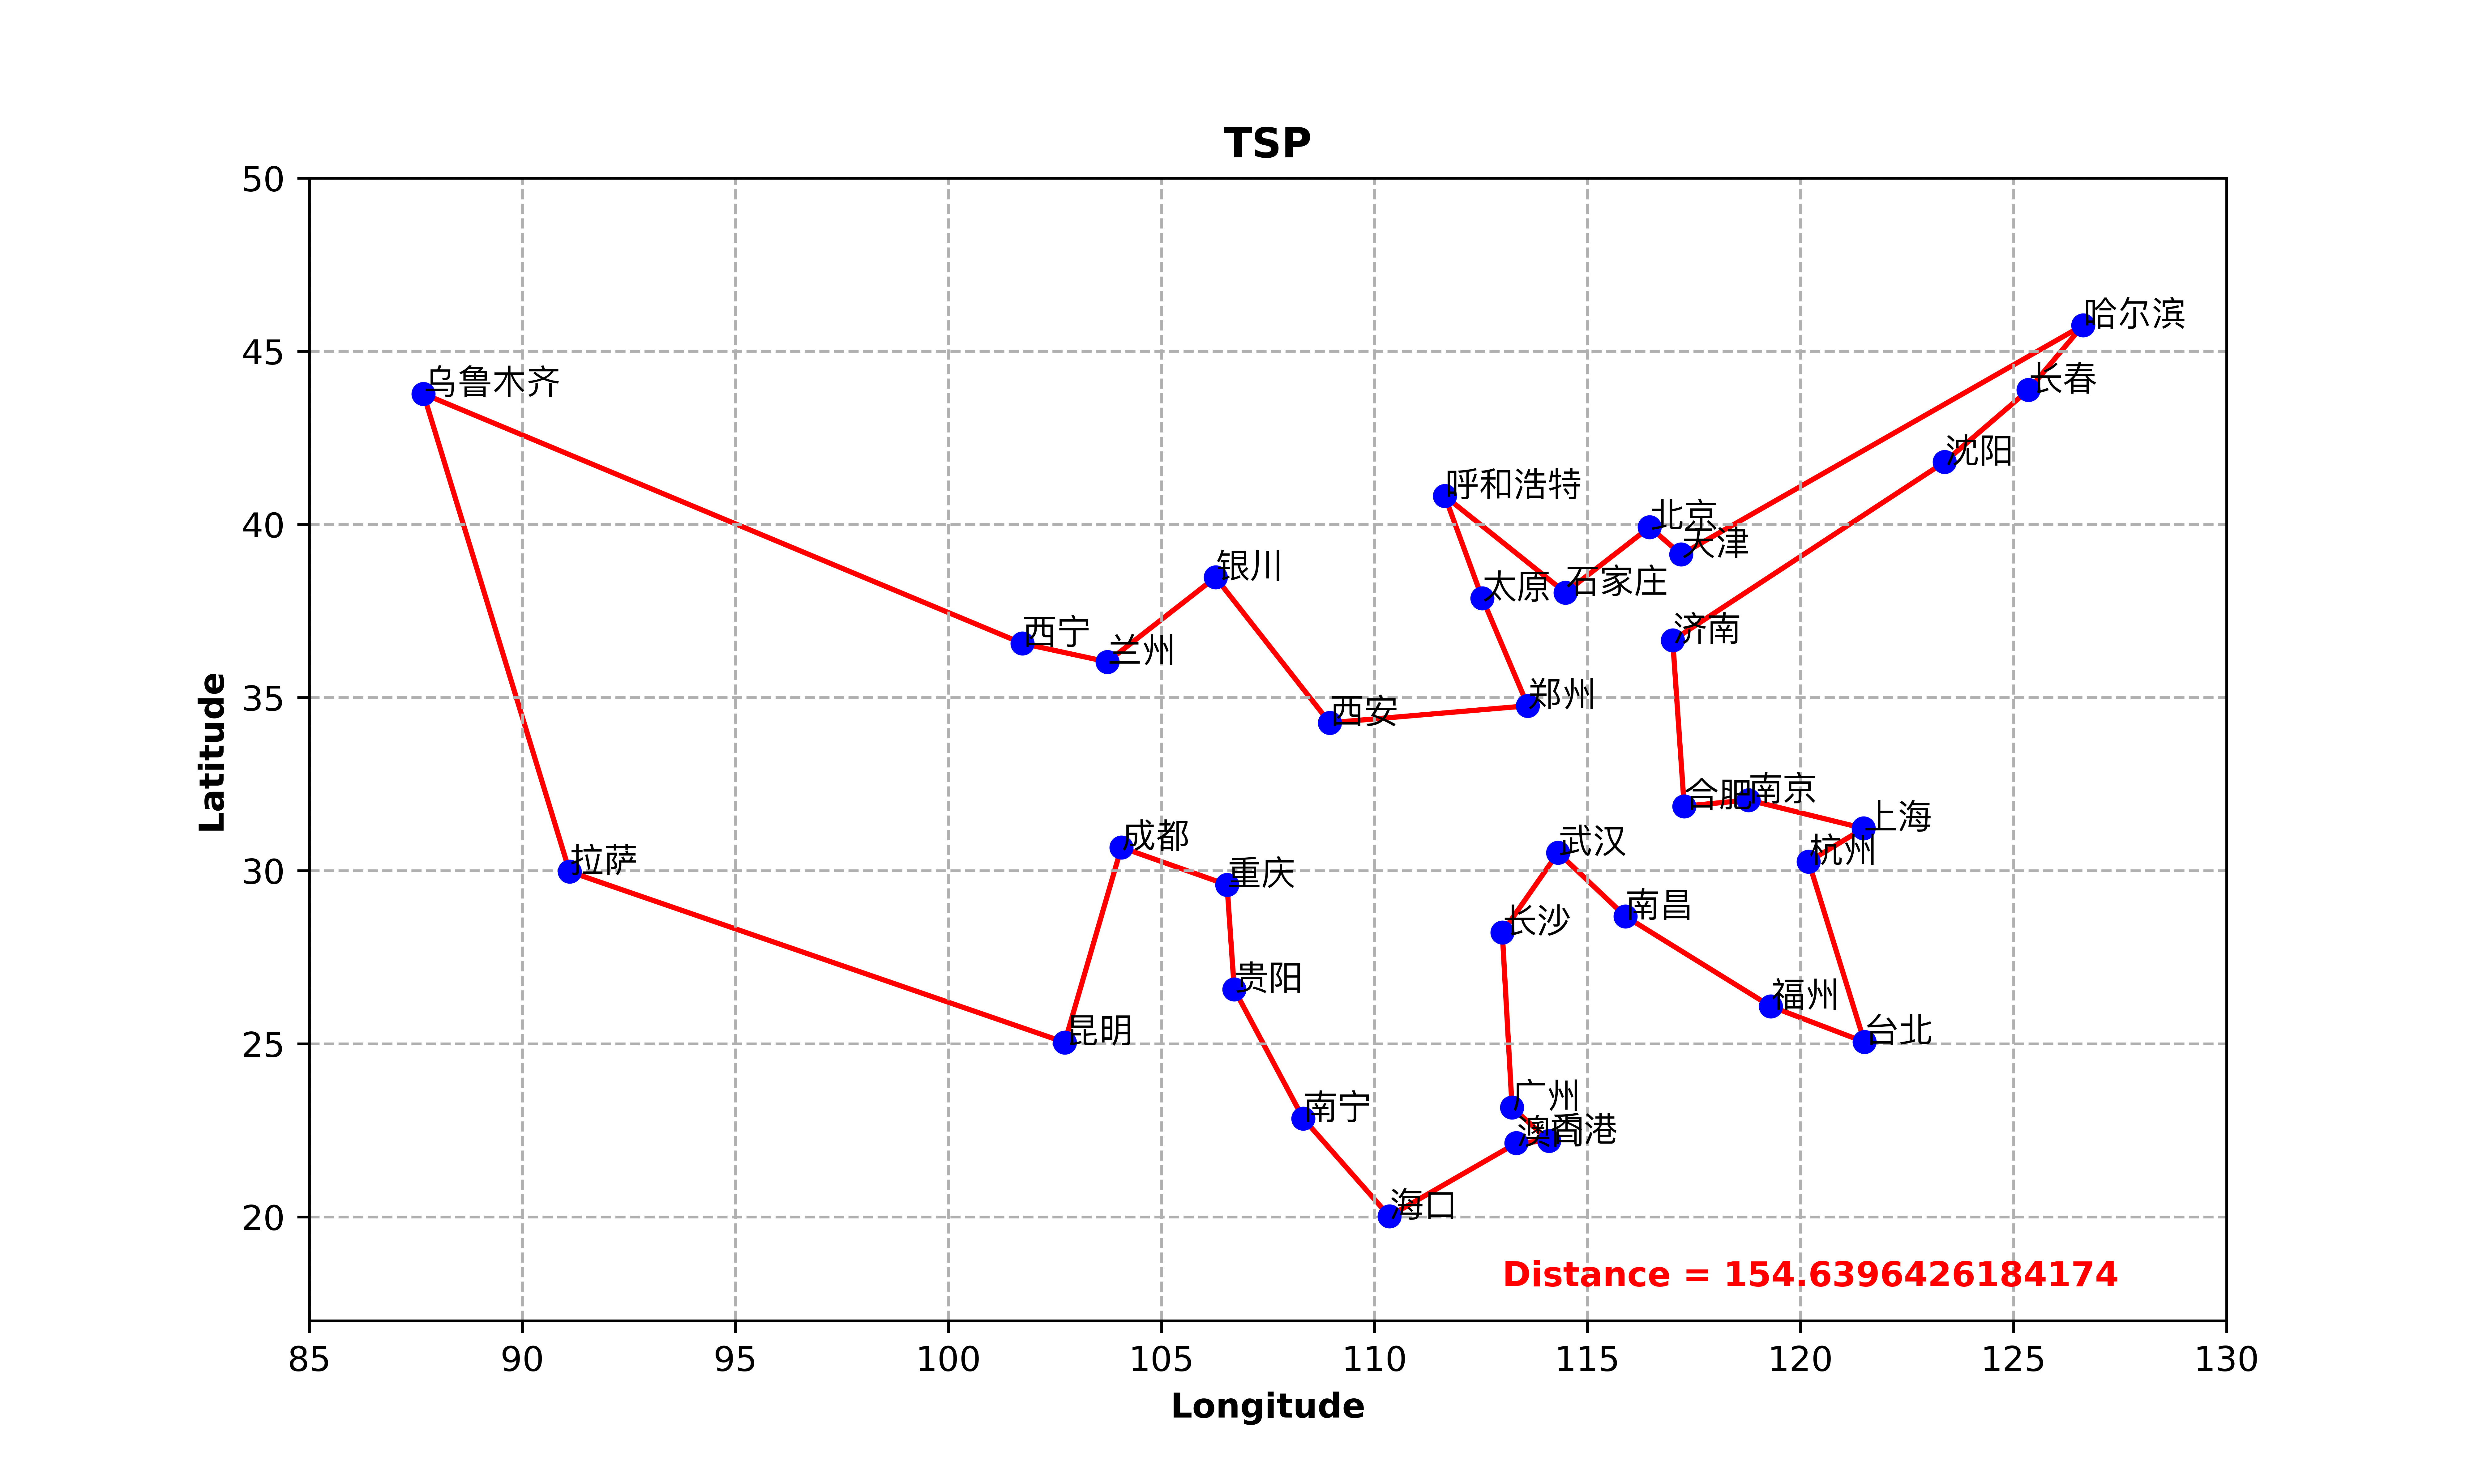 TSP
50
哈尔滨
45
乌鲁木齐
长春
沈阳
呼和浩特
北京
40
天津
银川
太原
石家庄
济南
西宁
兰州
35
郑州
西安
Latitude
合肥
南京
上海
成都
武汉
杭州
拉萨
30
重庆
南昌
长沙
贵阳
福州
昆明
台北
25
广州
南宁
澳门
香港
海口
20
Distance = 154.6396426184174
85 90 95 100 105 110 115 120 125 130
Longitude